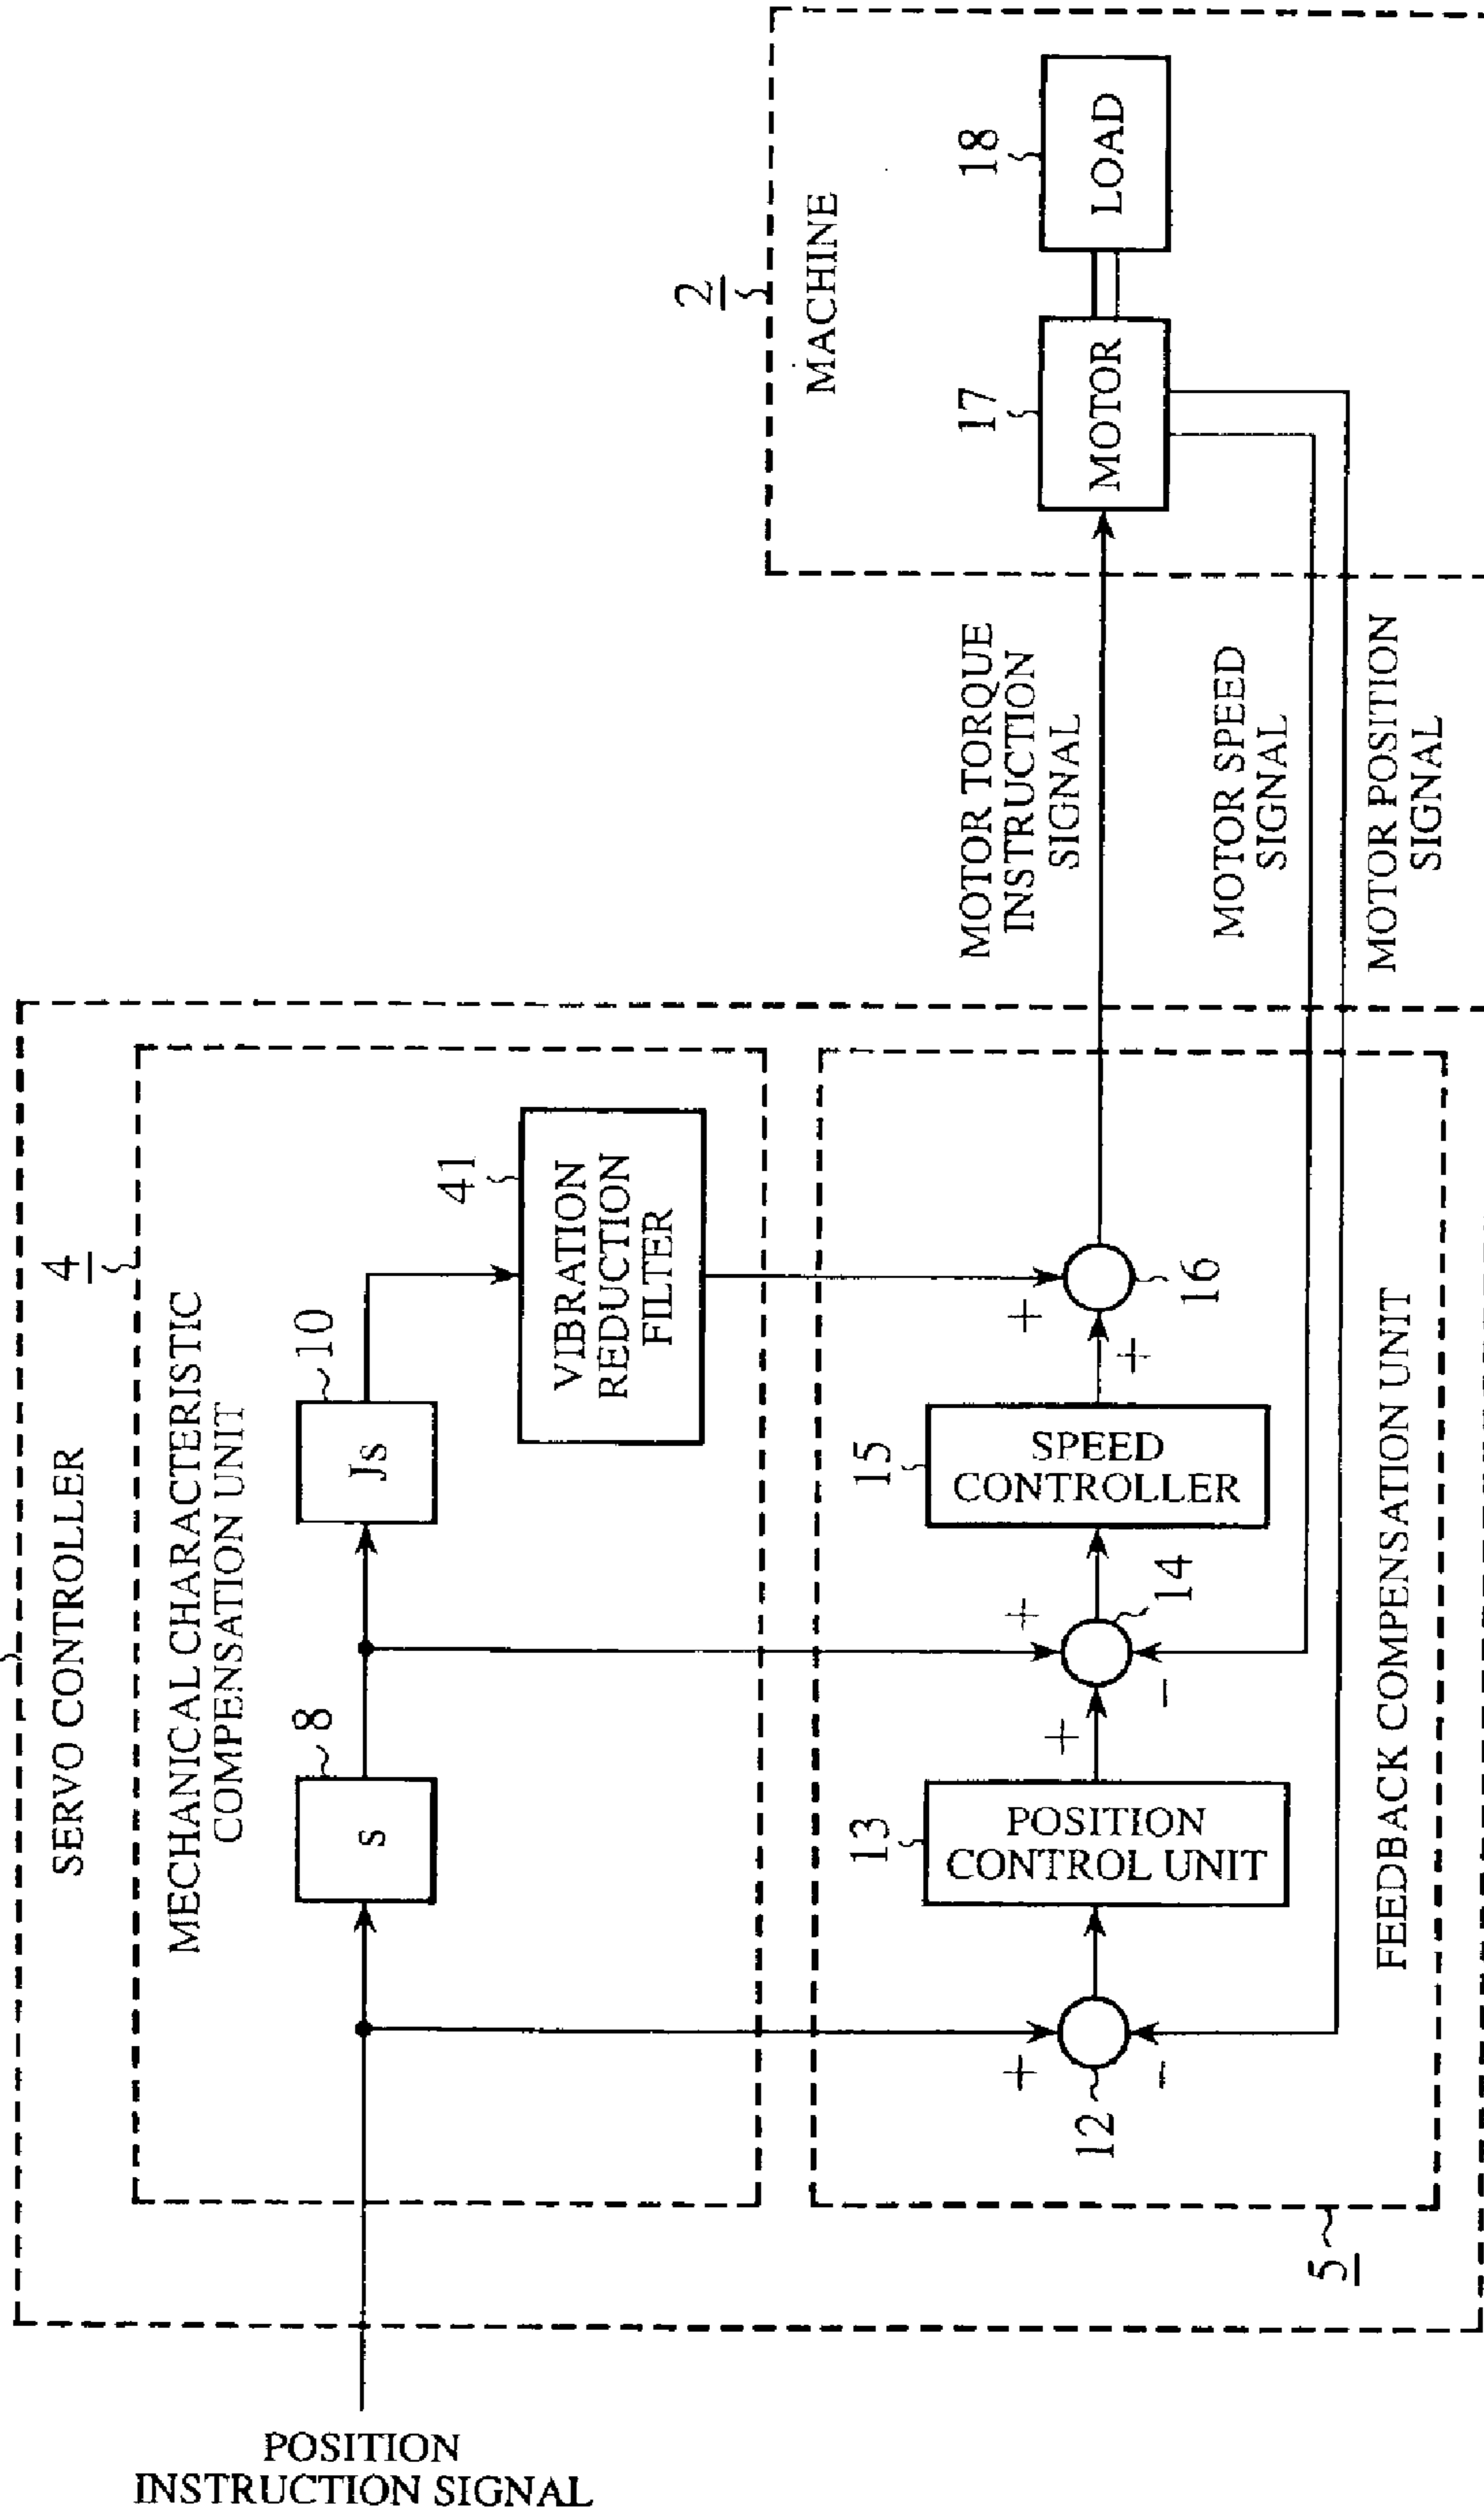 SERVO CONTROLLER
4
MECHANICAL CHARACTERISTIC
COMPENSATION UNIT
8
s
10
Js
41
VIBRATION
REDUCTION
FILTER
POSITION
INSTRUCTION SIGNAL
12
+
-
13
POSITION
CONTROL UNIT
+
+
-
14
15
SPEED
CONTROLLER
+
+
16
FEEDBACK COMPENSATION UNIT
5
MOTOR TORQUE
INSTRUCTION
SIGNAL
MOTOR SPEED
SIGNAL
MOTOR POSITION
SIGNAL
2
MACHINE
17
MOTOR
18
LOAD